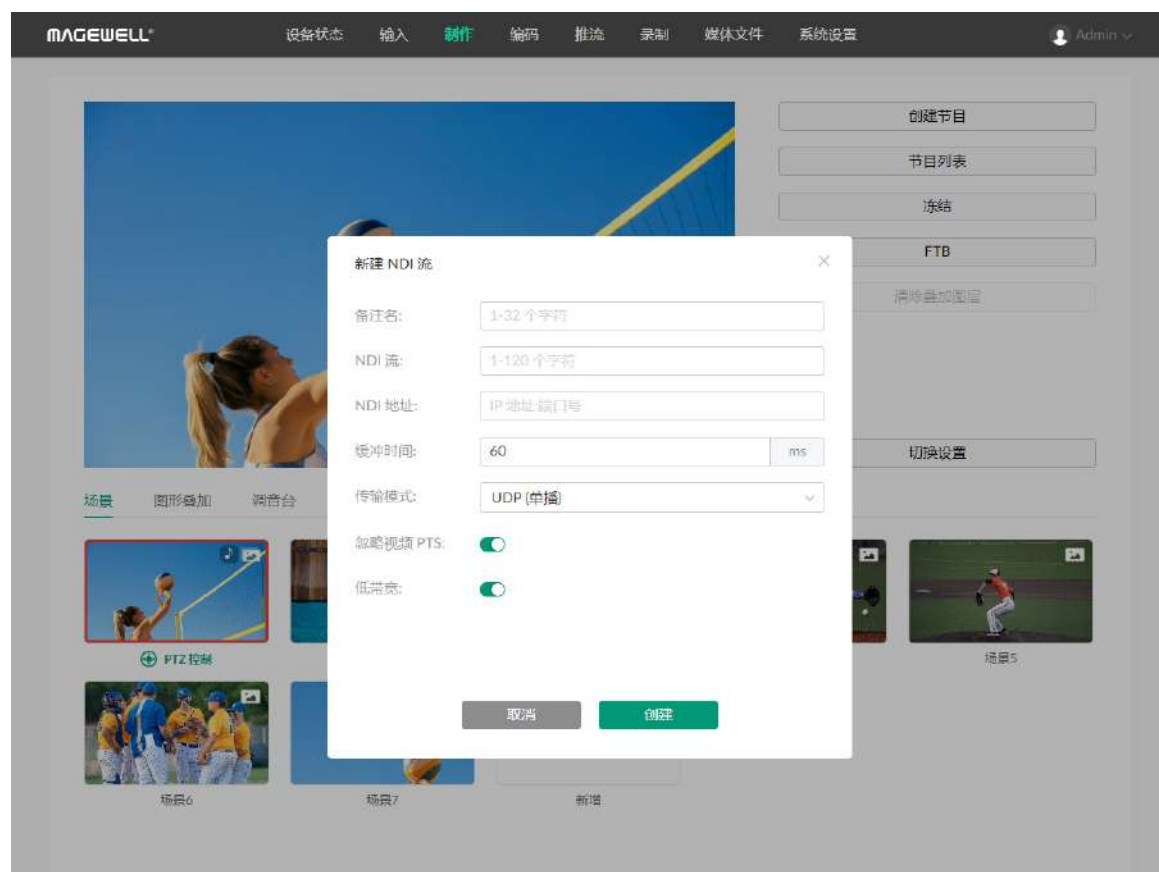 MAGEWELL®
设备状态 输入 制作 编码 推流 录制 媒体文件 系统设置 Admin
创建节目
节目列表
冻结
FTB
清除叠加图层
切换设置
新建 NDI 流
备注名: 1-32 个字符
NDI 流: 1-120 个字符
NDI 地址: IP 地址:端口号
缓冲时间: 60 ms
传输模式: UDP (单播)
忽略视频 PTS:
低带宽:
取消 创建
场景 图形叠加 调音台
PTZ 控制
场景5
场景6 场景7 新增